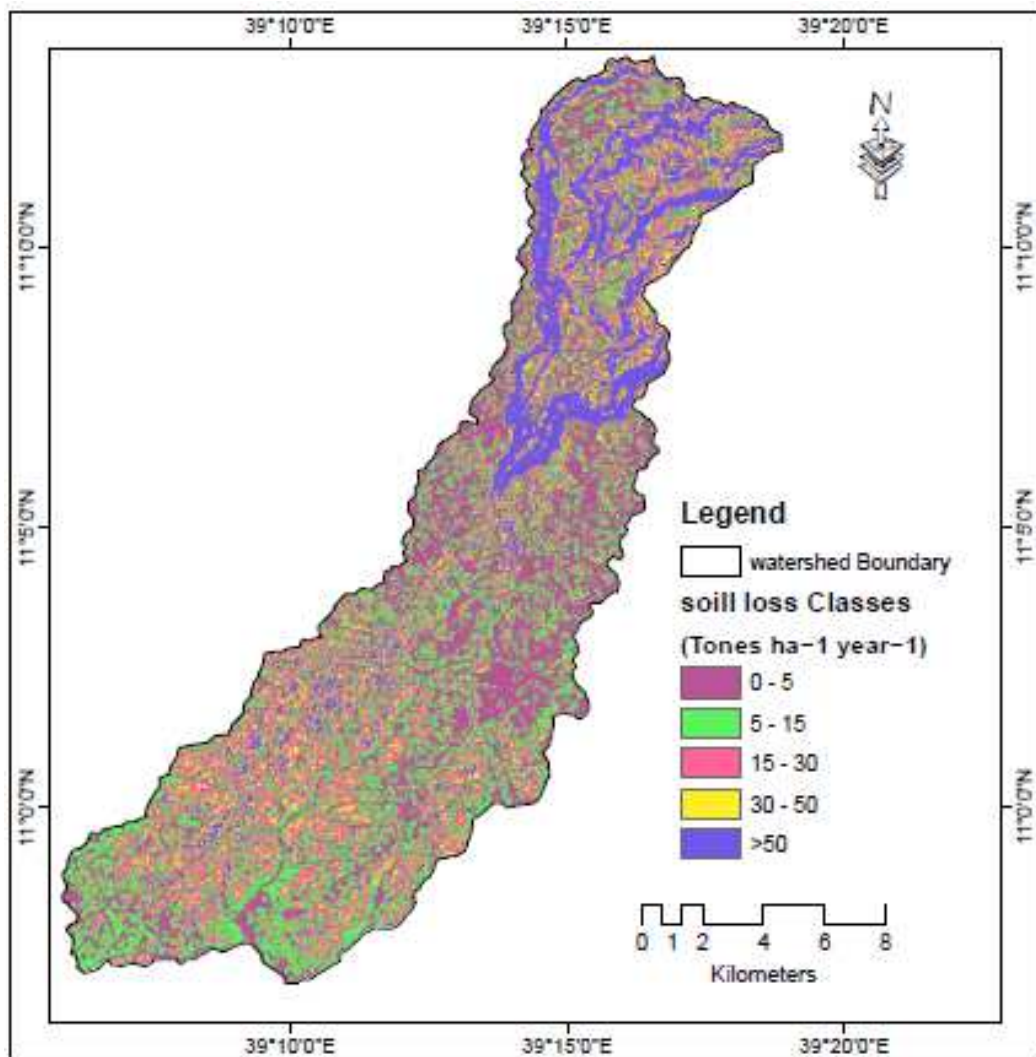 39°10'0"E 39°15'0"E 39°20'0"E
N
11°10'0"N 11°10'0"N
11°5'0"N 11°5'0"N
Legend
watershed Boundary
soill loss Classes
(Tones ha-1 year-1)
0 - 5
5 - 15
15 - 30
30 - 50
>50
11°0'0"N 11°0'0"N
0 1 2 4 6 8
Kilometers
39°10'0"E 39°15'0"E 39°20'0"E